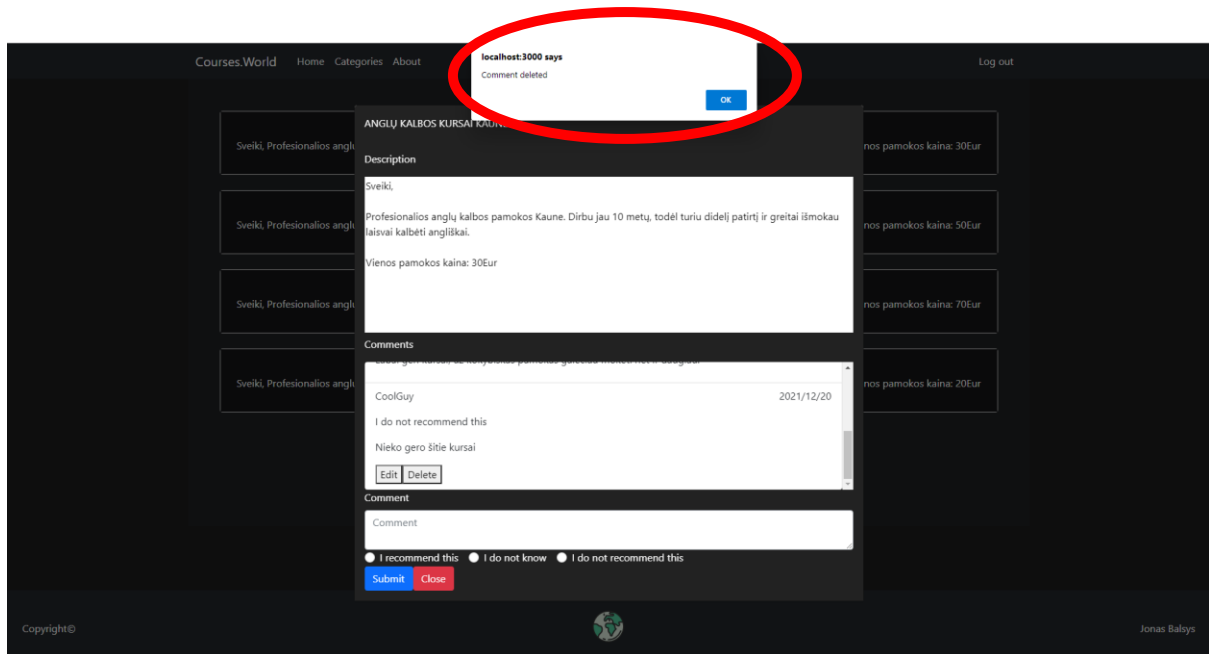 localhost:3000 says
Comment deleted
OK
Courses.World Home Categories About Log out
ANGLŲ KALBOS KURSAI
Sveiki, Profesionalios anglų
nos pamokos kaina: 30Eur
Description
Sveiki,
Profesionalios anglų kalbos pamokos Kaune. Dirbu jau 10 metų, todėl turiu didelį patirtį ir greitai išmokau
laisvai kalbėti angliškai.
Vienos pamokos kaina: 30Eur
Sveiki, Profesionalios anglų
nos pamokos kaina: 50Eur
Sveiki, Profesionalios anglų
nos pamokos kaina: 70Eur
Comments
Sveiki, Profesionalios anglų
nos pamokos kaina: 20Eur
CoolGuy 2021/12/20
I do not recommend this
Nieko gero šitie kursai
Edit Delete
Comment
Comment
I recommend this I do not know I do not recommend this
Submit Close
Copyright© Jonas Balsys